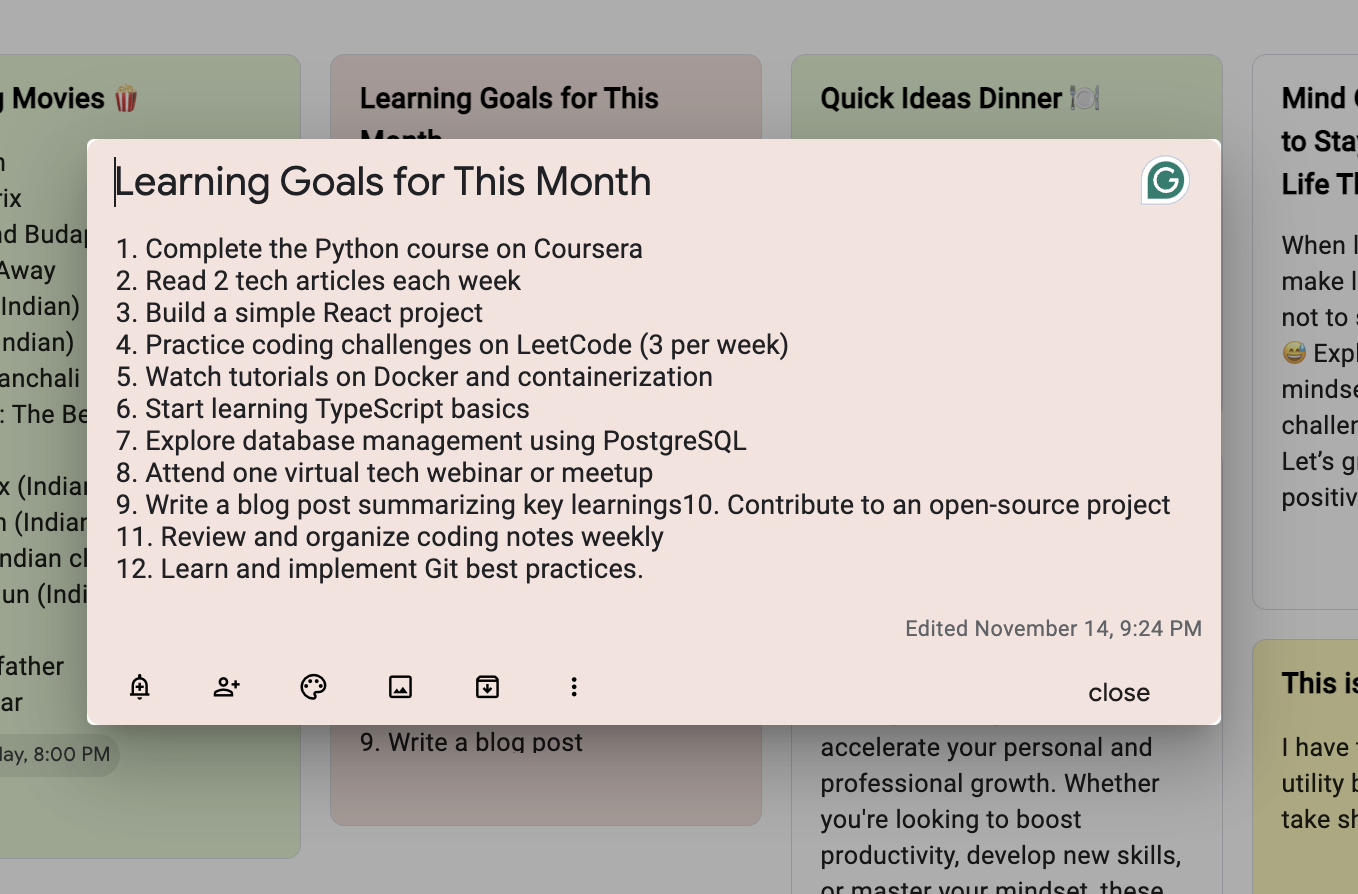 Movies 🍿
Learning Goals for This
Month
Quick Ideas Dinner 🍽️
Mind
to Stay
Life
rix
nd Budap
Away
(Indian)
ndian)
anchali
: The Be
x (Indian
n (Indian
ndian
un (Indi
father
ar
8:00 PM
Learning Goals for This Month
1. Complete the Python course on Coursera
2. Read 2 tech articles each week
3. Build a simple React project
4. Practice coding challenges on LeetCode (3 per week)
5. Watch tutorials on Docker and containerization
6. Start learning TypeScript basics
7. Explore database management using PostgreSQL
8. Attend one virtual tech webinar or meetup
9. Write a blog post summarizing key learnings10. Contribute to an open-source project
11. Review and organize coding notes weekly
12. Learn and implement Git best practices.
Edited November 14, 9:24 PM
close
9. Write a blog post
accelerate your personal and
professional growth. Whether
you're looking to boost
productivity, develop new skills,
or master your mindset, these
When
make
not to
😅 Expl
mindse
challen
Let’s
positiv
This is
I have
utility
take sh